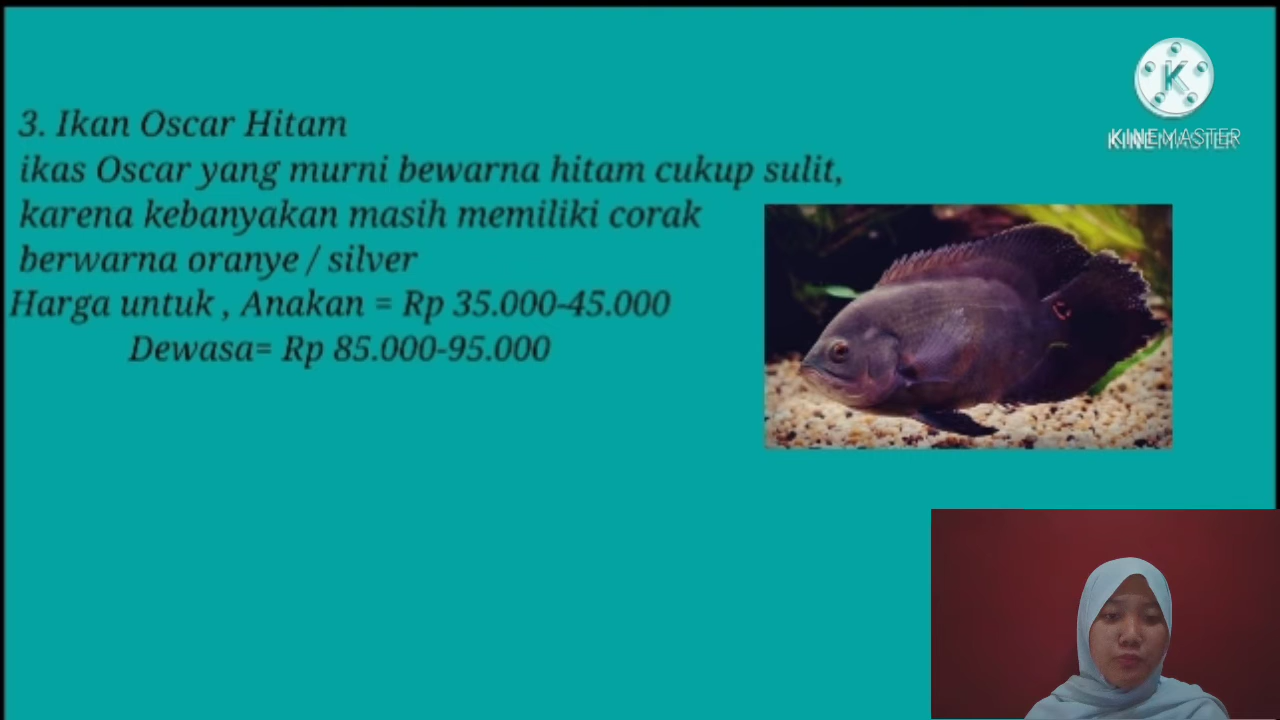 3. Ikan Oscar Hitam
ikas Oscar yang murni bewarna hitam cukup sulit,
karena kebanyakan masih memiliki corak
berwarna oranye / silver
Harga untuk , Anakan = Rp 35.000-45.000
Dewasa= Rp 85.000-95.000
K
KINEMASTER